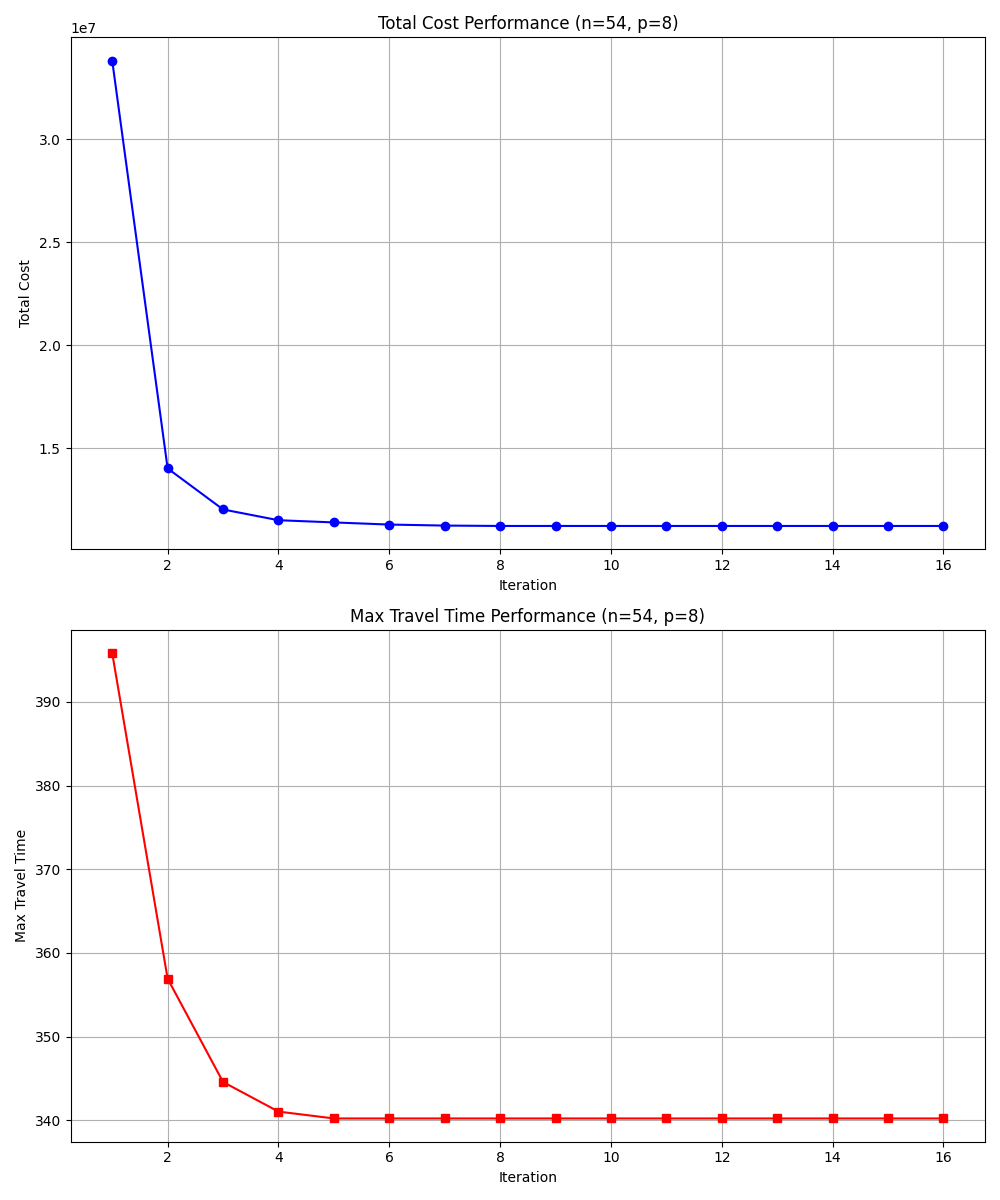 Total Cost Performance (n=54, p=8)
1e7
3.0
2.5
2.0
1.5
Total Cost
2 4 6 8 10 12 14 16
Iteration
Max Travel Time Performance (n=54, p=8)
390
380
370
360
350
340
Max Travel Time
2 4 6 8 10 12 14 16
Iteration